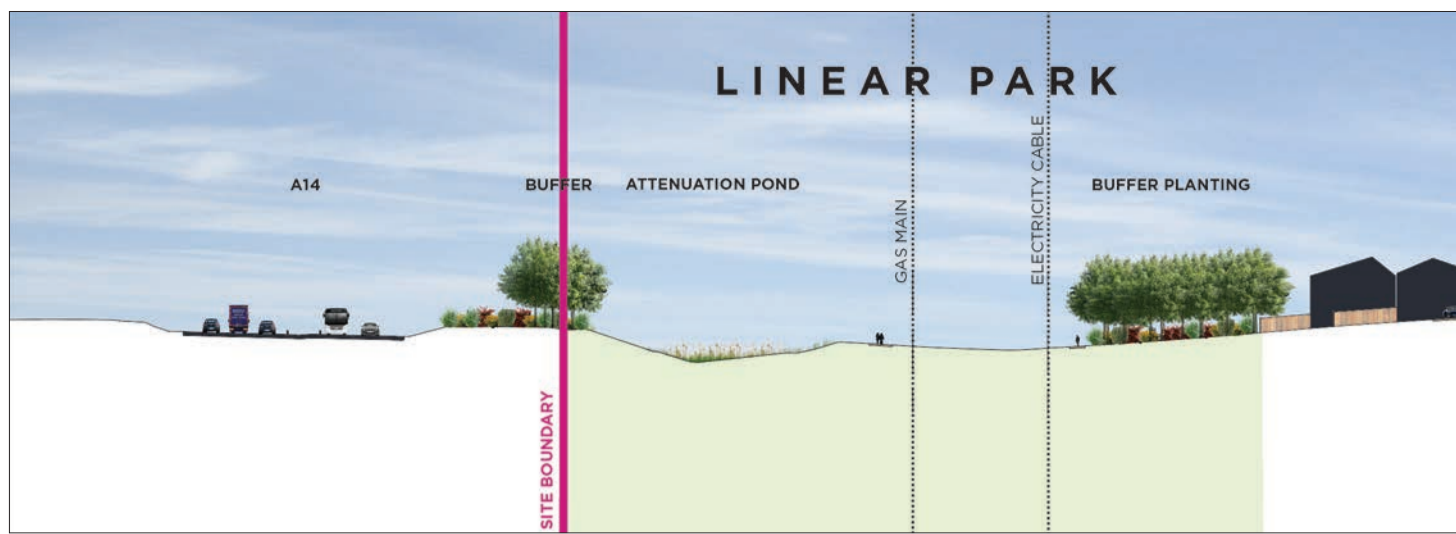 LINEAR PARK
A14
BUFFER
ATTENUATION POND
GAS MAIN
ELECTRICITY CABLE
BUFFER PLANTING
SITE BOUNDARY